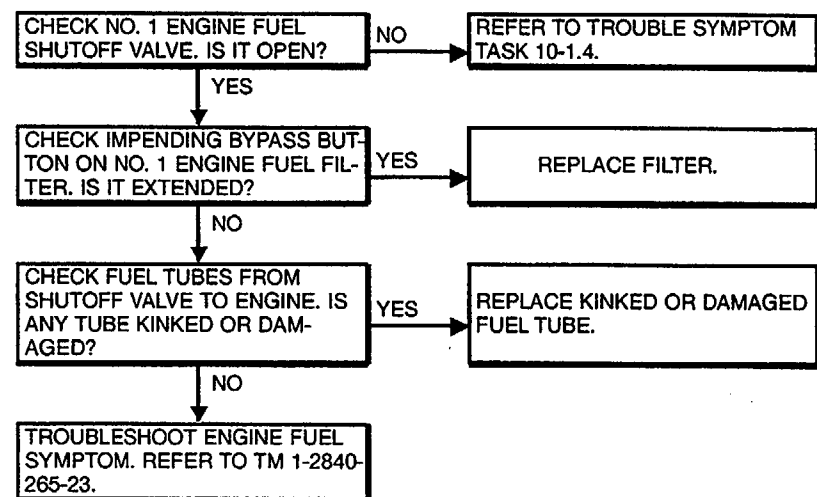 CHECK NO. 1 ENGINE FUEL
SHUTOFF VALVE. IS IT OPEN?
NO
REFER TO TROUBLE SYMPTOM
TASK 10-1.4.
YES
CHECK IMPENDING BYPASS BUT-
TON ON NO. 1 ENGINE FUEL FIL-
TER. IS IT EXTENDED?
YES
REPLACE FILTER.
NO
CHECK FUEL TUBES FROM
SHUTOFF VALVE TO ENGINE. IS
ANY TUBE KINKED OR DAM-
AGED?
YES
REPLACE KINKED OR DAMAGED
FUEL TUBE.
NO
TROUBLESHOOT ENGINE FUEL
SYMPTOM. REFER TO TM 1-2840-
265-23.